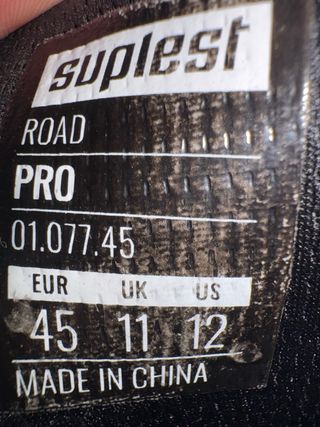 suplest
ROAD
PRO
01.077.45
EUR UK US
45 11 12
MADE IN CHINA